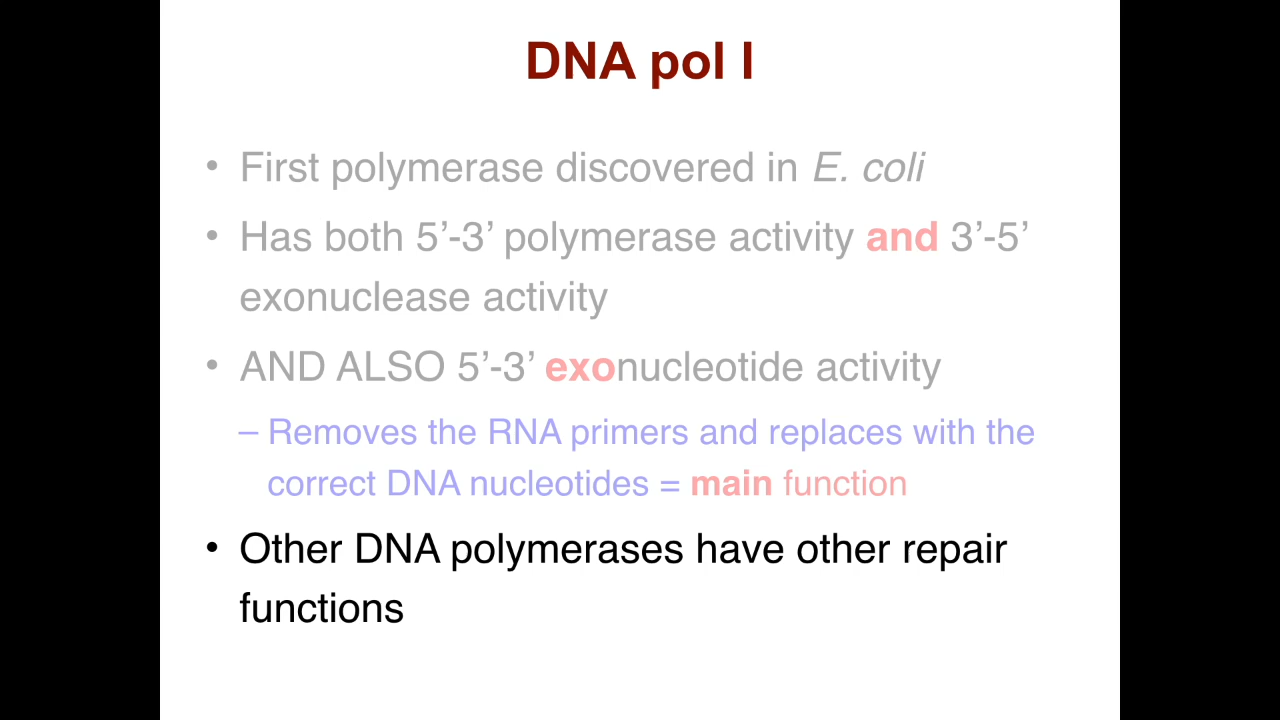 DNA pol I
• First polymerase discovered in E. coli
• Has both 5’-3’ polymerase activity and 3’-5’
exonuclease activity
• AND ALSO 5’-3’ exonucleotide activity
– Removes the RNA primers and replaces with the
correct DNA nucleotides = main function
• Other DNA polymerases have other repair
functions